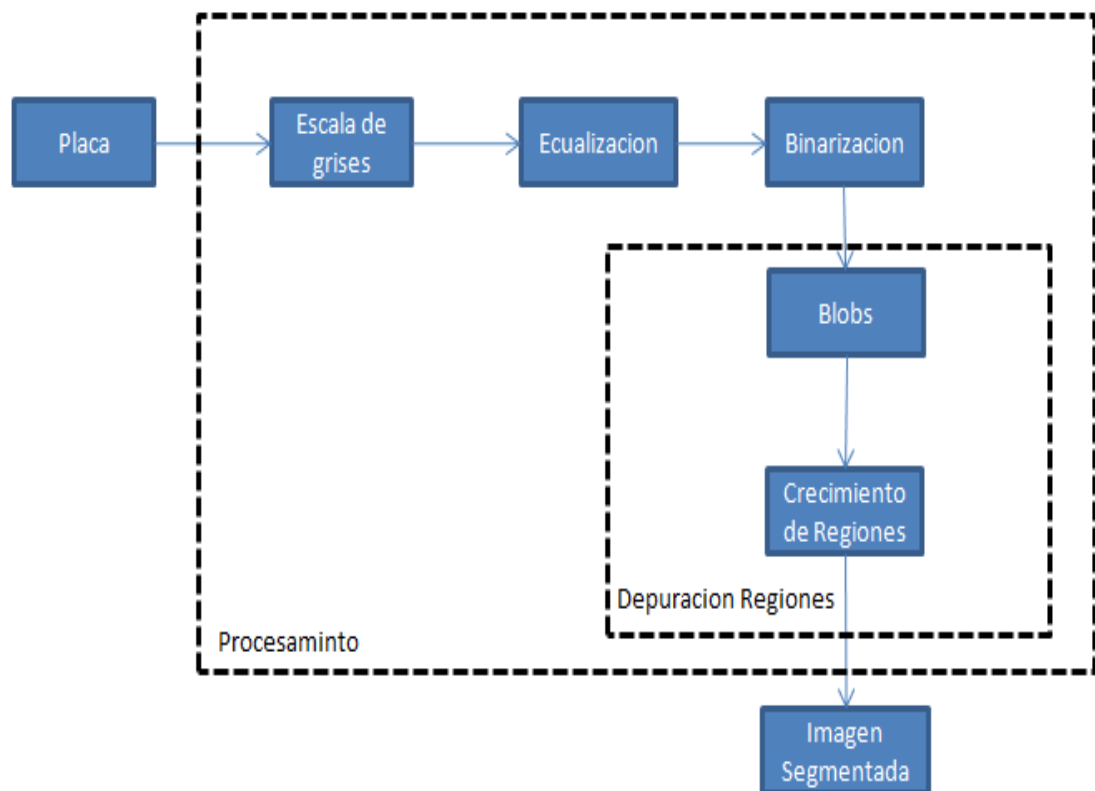 Placa
Escala de
grises
Ecualizacion
Binarizacion
Blobs
Crecimiento
de Regiones
Depuracion Regiones
Procesaminto
Imagen
Segmentada